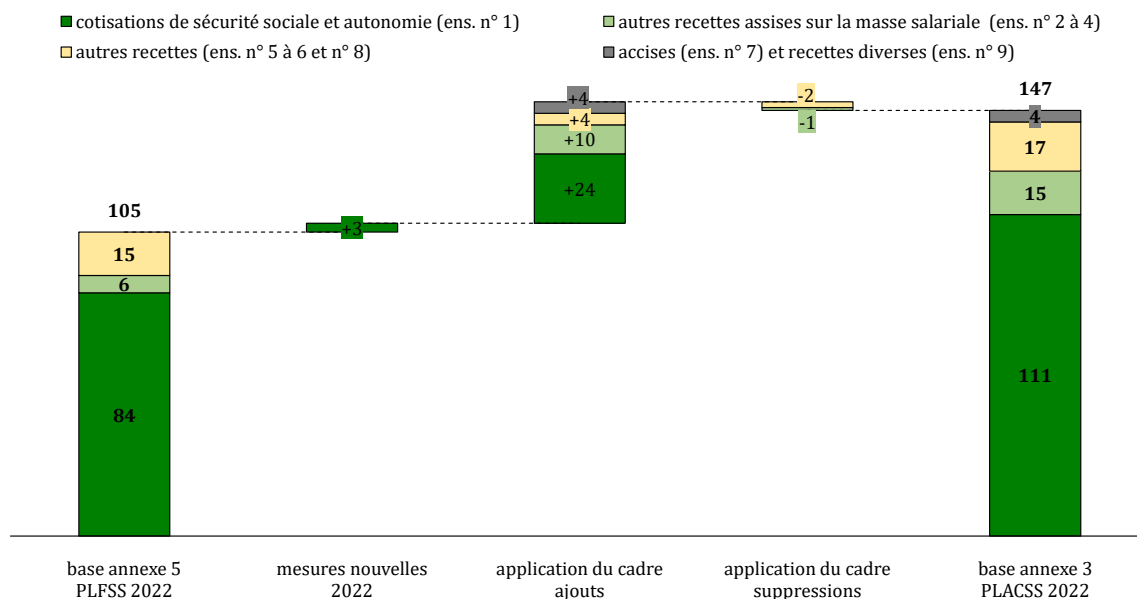 cotisations de sécurité sociale et autonomie (ens. n° 1)
autres recettes assises sur la masse salariale (ens. n° 2 à 4)
autres recettes (ens. n° 5 à 6 et n° 8)
accises (ens. n° 7) et recettes diverses (ens. n° 9)
105
15
6
84
+3
+4
+4
+10
+24
-2
-1
147
4
17
15
111
base annexe 5
PLFSS 2022
mesures nouvelles
2022
application du cadre
ajouts
application du cadre
suppressions
base annexe 3
PLACSS 2022